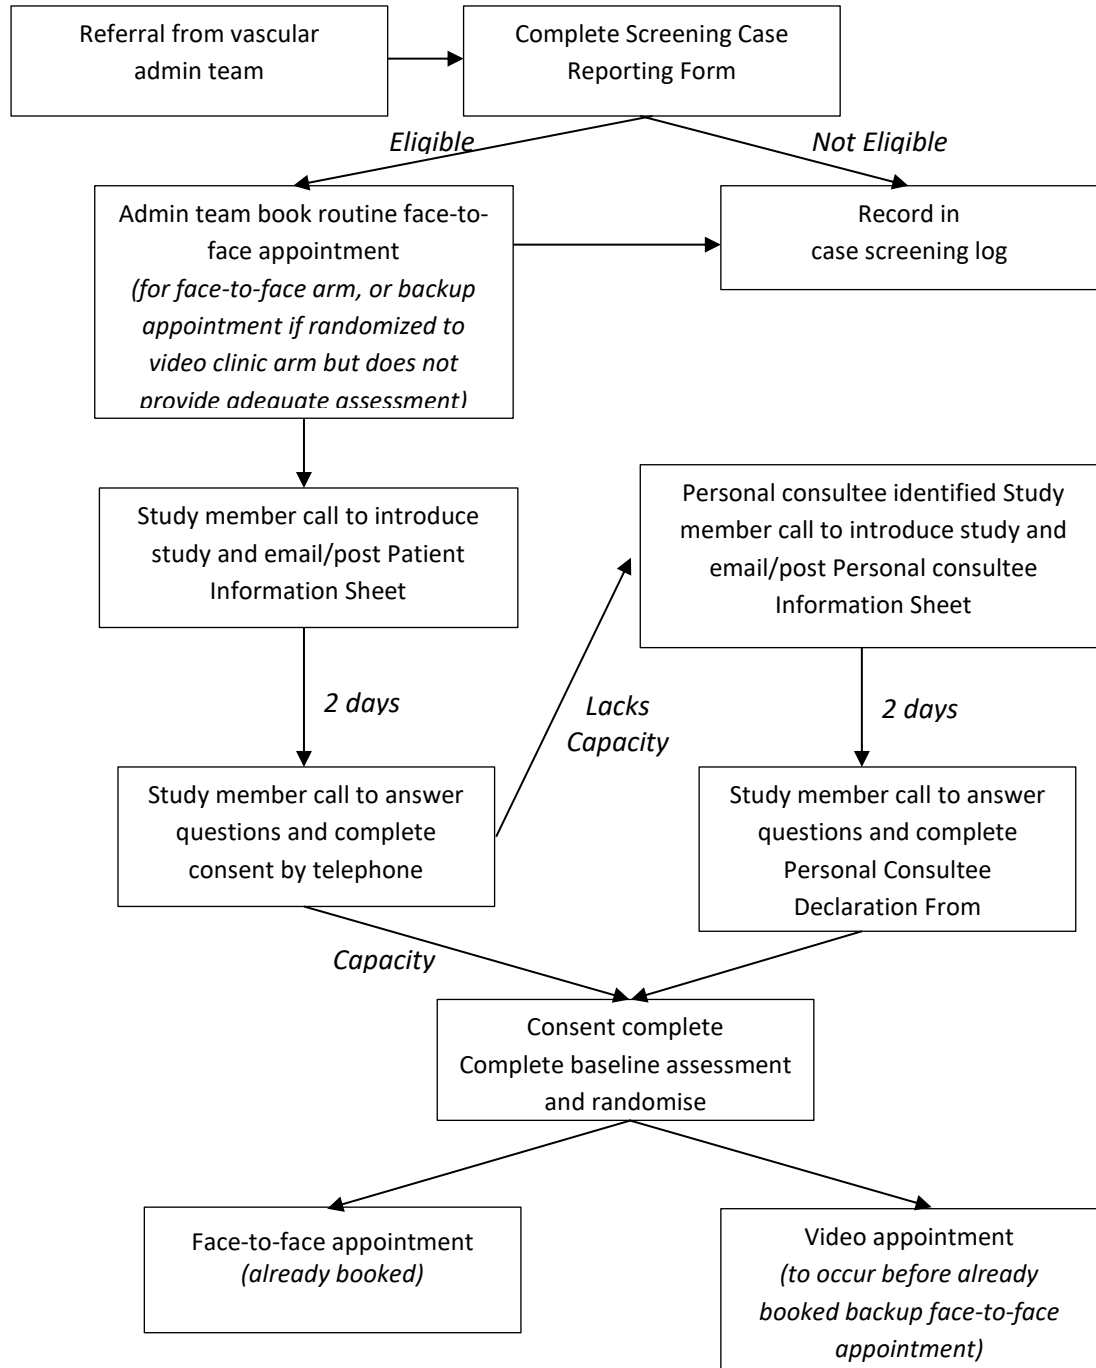 Referral from vascular
admin team
Complete Screening Case
Reporting Form
Eligible
Not Eligible
Admin team book routine face-to-
face appointment
(for face-to-face arm, or backup
appointment if randomized to
video clinic arm but does not
provide adequate assessment)
Record in
case screening log
Study member call to introduce
study and email/post Patient
Information Sheet
Personal consultee identified Study
member call to introduce study and
email/post Personal consultee
Information Sheet
2 days
Lacks
Capacity
2 days
Study member call to answer
questions and complete
consent by telephone
Study member call to answer
questions and complete
Personal Consultee
Declaration From
Capacity
Consent complete
Complete baseline assessment
and randomise
Face-to-face appointment
(already booked)
Video appointment
(to occur before already
booked backup face-to-face
appointment)